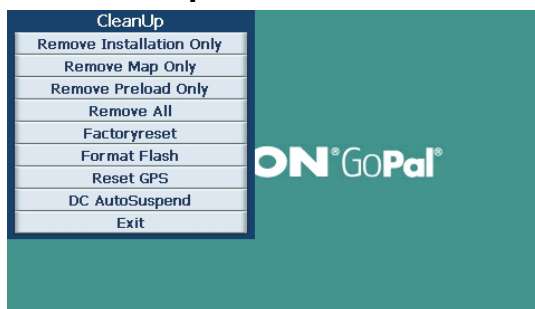 CleanUp
Remove Installation Only
Remove Map Only
Remove Preload Only
Remove All
Factoryreset
Format Flash
ON®GoPal®
Reset GPS
DC AutoSuspend
Exit